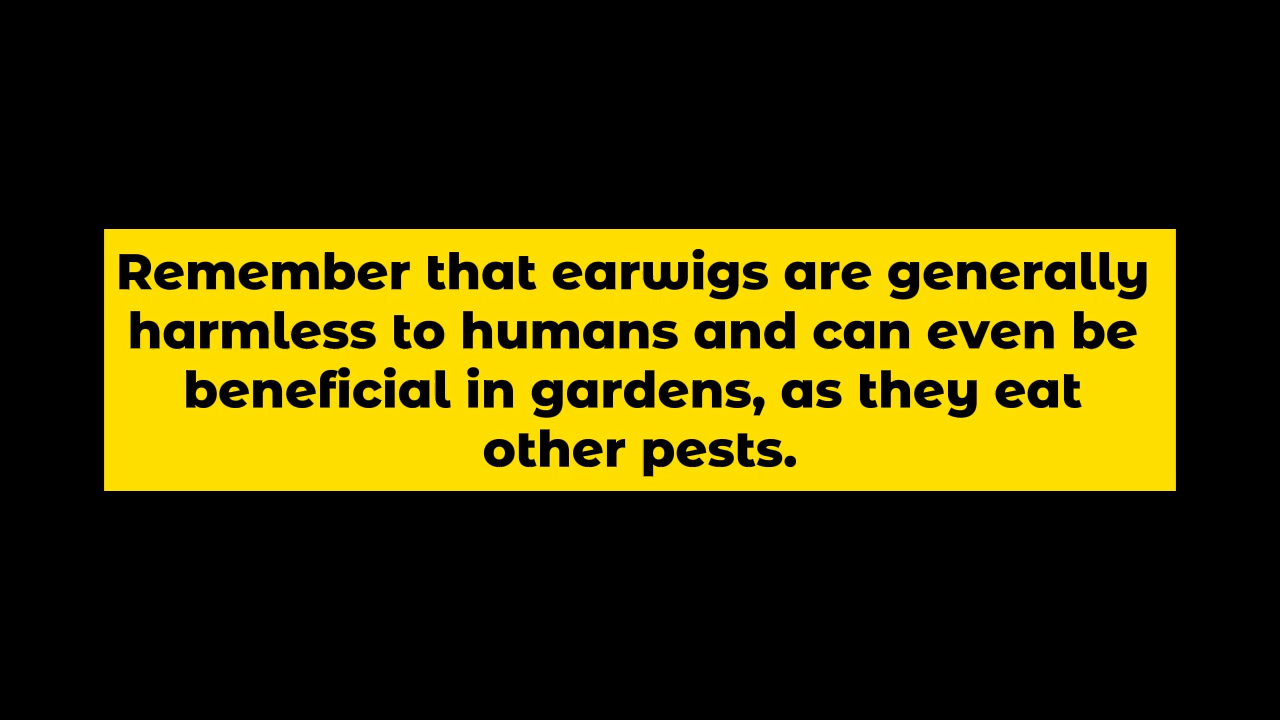 Remember that earwigs are generally
harmless to humans and can even be
beneficial in gardens, as they eat
other pests.